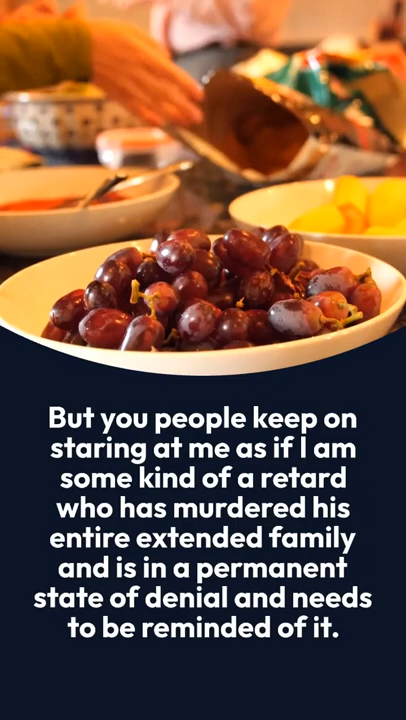 But you people keep on
staring at me as if I am
some kind of a retard
who has murdered his
entire extended family
and is in a permanent
state of denial and needs
to be reminded of it.